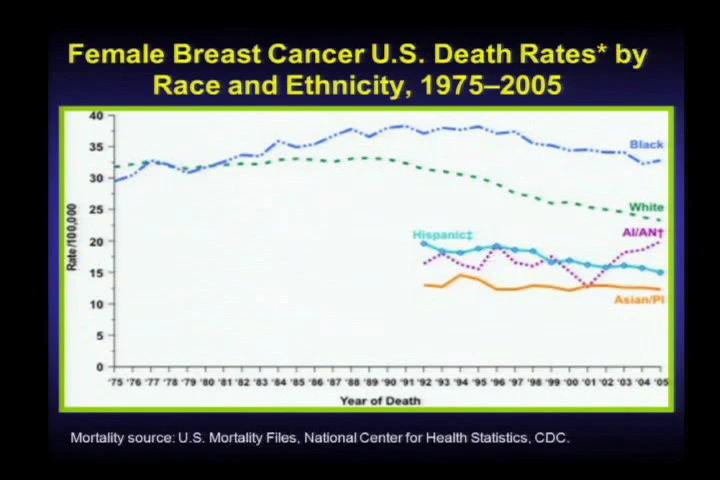 Female Breast Cancer U.S. Death Rates* by
Race and Ethnicity, 1975–2005
40
35
30
25
20
15
10
5
0
Rate/100,000
Black
White
AI/AN†
Hispanic‡
Asian/PI
'75 '76 '77 '78 '79 '80 '81 '82 '83 '84 '85 '86 '87 '88 '89 '90 '91 '92 '93 '94 '95 '96 '97 '98 '99 '00 '01 '02 '03 '04 '05
Year of Death
Mortality source: U.S. Mortality Files, National Center for Health Statistics, CDC.